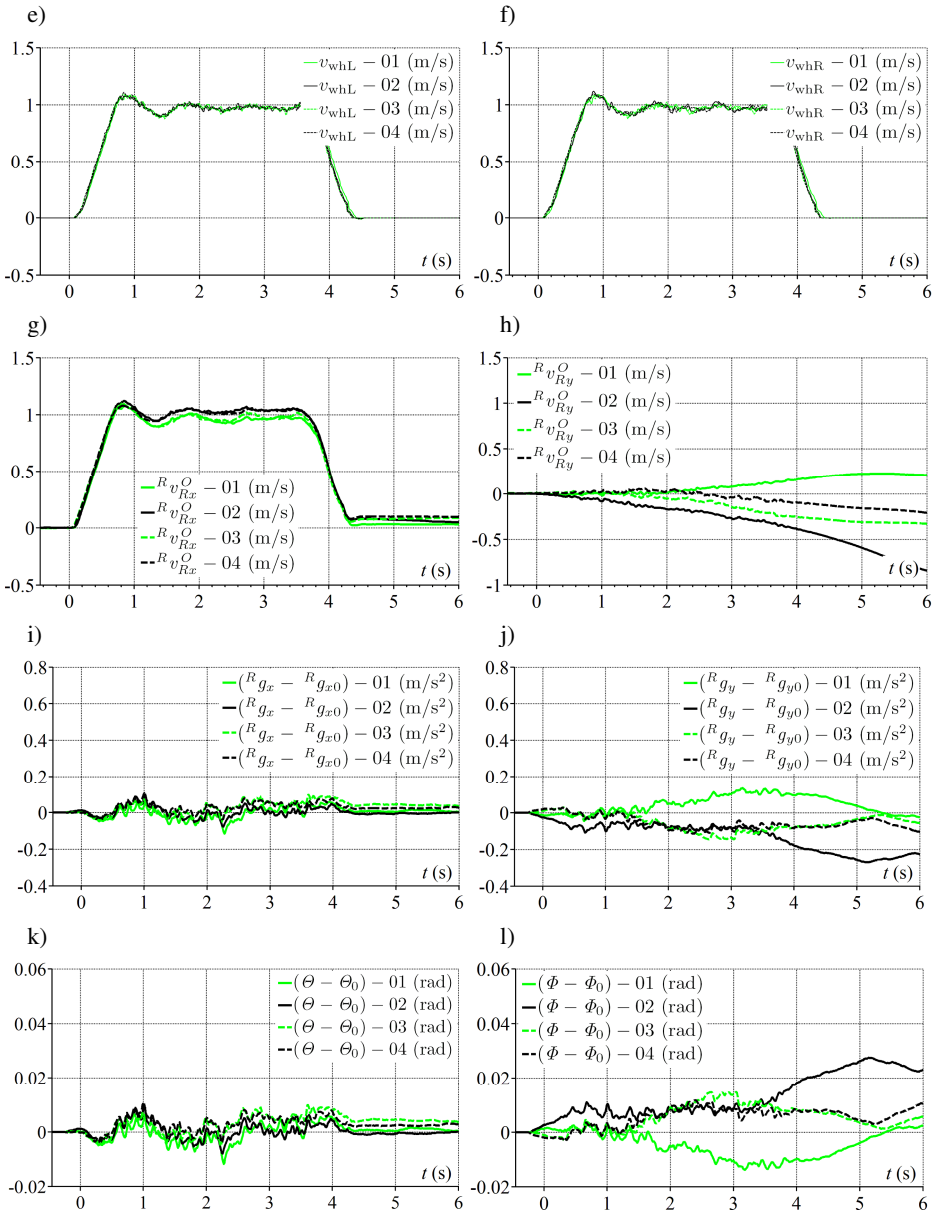 e)
1.5
1
0.5
0
-0.5
v_whL − 01 (m/s)
v_whL − 02 (m/s)
v_whL − 03 (m/s)
v_whL − 04 (m/s)
t (s)
0 1 2 3 4 5 6
f)
1.5
1
0.5
0
-0.5
v_whR − 01 (m/s)
v_whR − 02 (m/s)
v_whR − 03 (m/s)
v_whR − 04 (m/s)
t (s)
0 1 2 3 4 5 6
g)
1.5
1
0.5
0
-0.5
^R v^O_Rx − 01 (m/s)
^R v^O_Rx − 02 (m/s)
^R v^O_Rx − 03 (m/s)
^R v^O_Rx − 04 (m/s)
t (s)
0 1 2 3 4 5 6
h)
1.5
1
0.5
0
-0.5
-1
^R v^O_Ry − 01 (m/s)
^R v^O_Ry − 02 (m/s)
^R v^O_Ry − 03 (m/s)
^R v^O_Ry − 04 (m/s)
t (s)
0 1 2 3 4 5 6
i)
0.8
0.6
0.4
0.2
0
-0.2
-0.4
(^R g_x − ^R g_x0) − 01 (m/s²)
(^R g_x − ^R g_x0) − 02 (m/s²)
(^R g_x − ^R g_x0) − 03 (m/s²)
(^R g_x − ^R g_x0) − 04 (m/s²)
t (s)
0 1 2 3 4 5 6
j)
0.8
0.6
0.4
0.2
0
-0.2
-0.4
(^R g_y − ^R g_y0) − 01 (m/s²)
(^R g_y − ^R g_y0) − 02 (m/s²)
(^R g_y − ^R g_y0) − 03 (m/s²)
(^R g_y − ^R g_y0) − 04 (m/s²)
t (s)
0 1 2 3 4 5 6
k)
0.06
0.04
0.02
0
-0.02
(Θ − Θ₀) − 01 (rad)
(Θ − Θ₀) − 02 (rad)
(Θ − Θ₀) − 03 (rad)
(Θ − Θ₀) − 04 (rad)
t (s)
0 1 2 3 4 5 6
l)
0.06
0.04
0.02
0
-0.02
(Φ − Φ₀) − 01 (rad)
(Φ − Φ₀) − 02 (rad)
(Φ − Φ₀) − 03 (rad)
(Φ − Φ₀) − 04 (rad)
t (s)
0 1 2 3 4 5 6